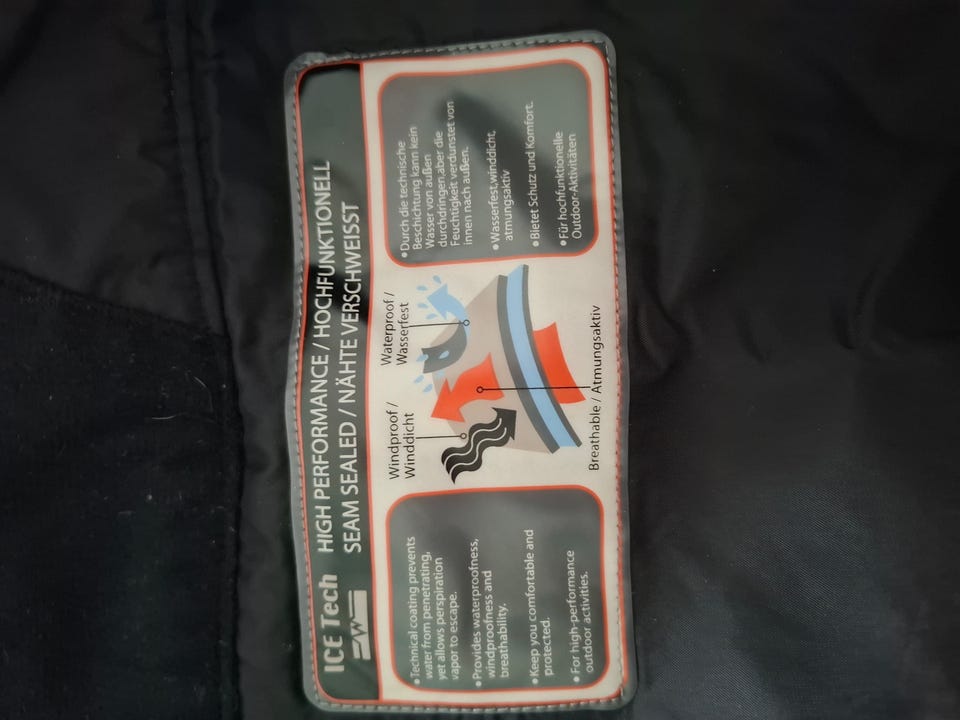 ICE Tech
HIGH PERFORMANCE / HOCHFUNKTIONELL
SEAM SEALED / NÄHTE VERSCHWEISST
•Technical coating prevents
water from penetrating,
yet allows perspiration
vapor to escape.
•Provides waterproofness,
windproofness and
breathability.
•Keep you comfortable and
protected.
•For high-performance
outdoor activities.
Windproof /
Winddicht
Waterproof /
Wasserfest
Breathable / Atmungsaktiv
•Durch die technische
Beschichtung kann kein
Wasser von außen
durchdringen,aber die
Feuchtigkeit verdunstet von
innen nach außen.
•Wasserfest,winddicht,
atmungsaktiv
•Bietet Schutz und Komfort.
•Für hochfunktionelle
Outdoor-Aktivitäten